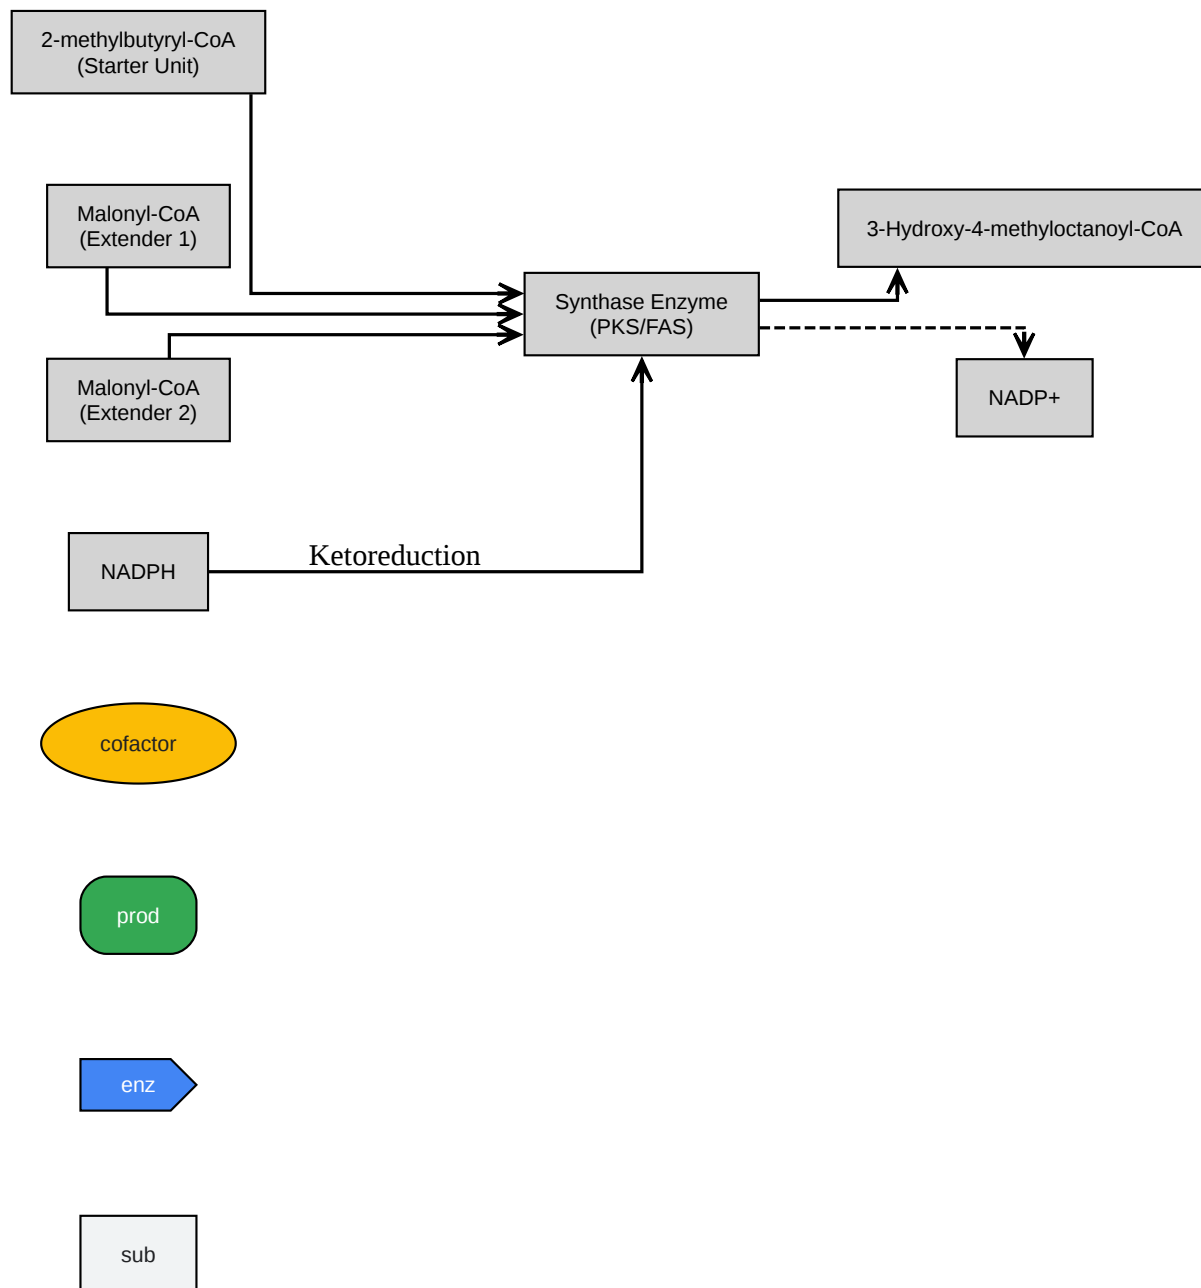 2-methylbutyryl-CoA
(Starter Unit)
Malonyl-CoA
(Extender 1)
3-Hydroxy-4-methyloctanoyl-CoA
Synthase Enzyme
(PKS/FAS)
Malonyl-CoA
(Extender 2)
NADP+
Ketoreduction
NADPH
cofactor
prod
enz
sub